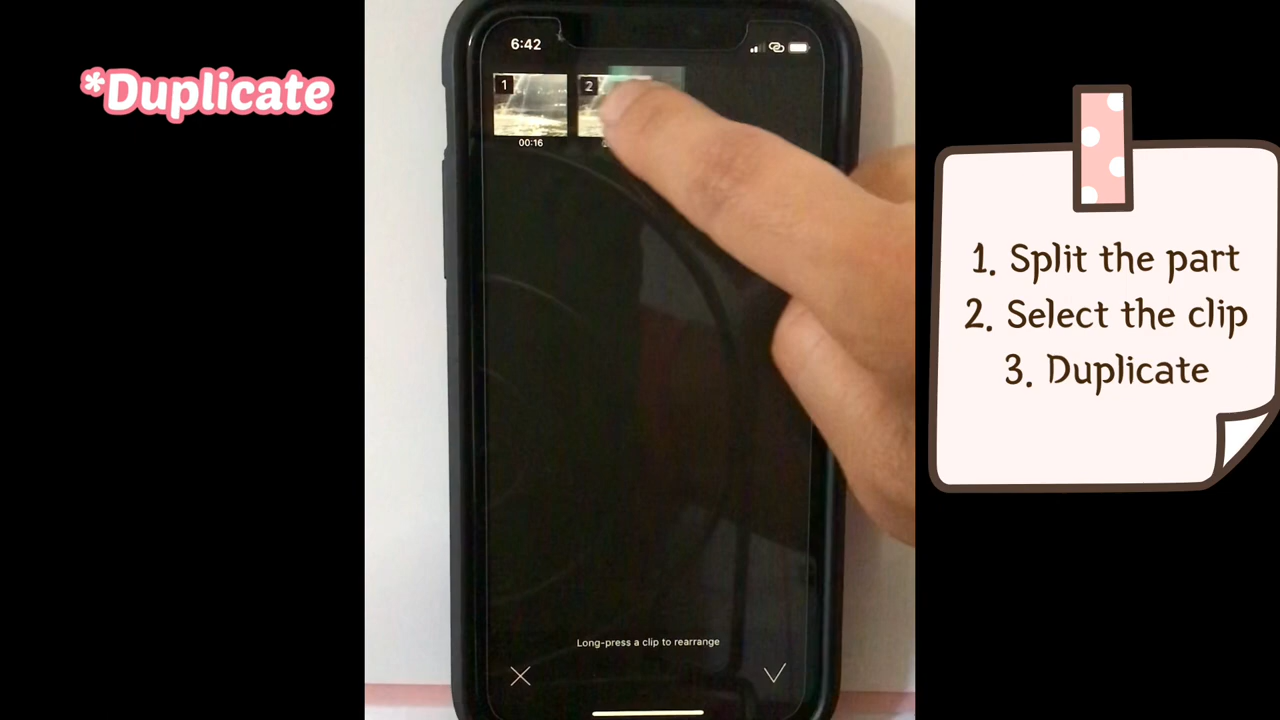 *Duplicate
6:42
1
2
00:16
1. Split the part
2. Select the clip
3. Duplicate
Long-press a clip to rearrange